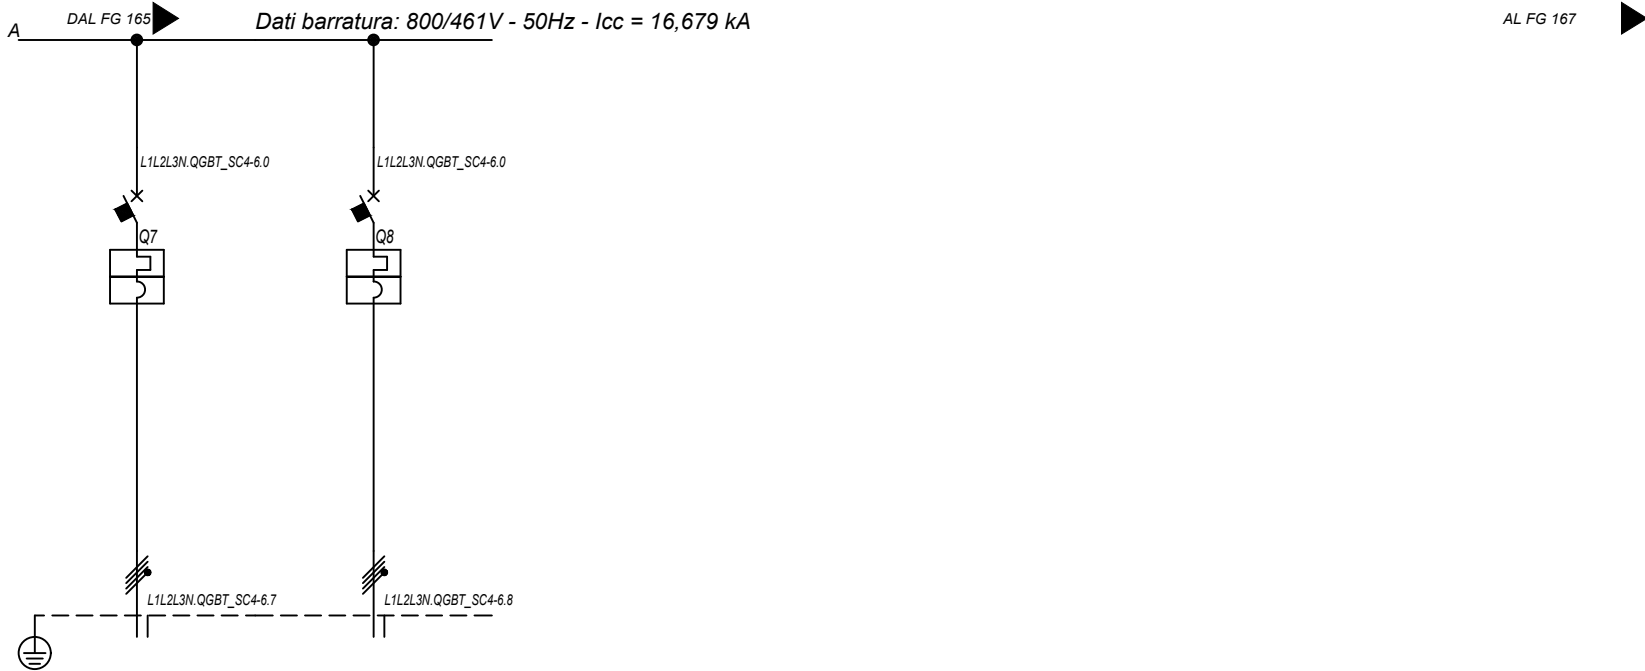 DAL FG 165
Dati barratura: 800/461V - 50Hz - Icc = 16,679 kA
AL FG 167
A
L1L2L3N.QGBT_SC4-6.0
L1L2L3N.QGBT_SC4-6.0
Q7
Q8
L1L2L3N.QGBT_SC4-6.7
L1L2L3N.QGBT_SC4-6.8